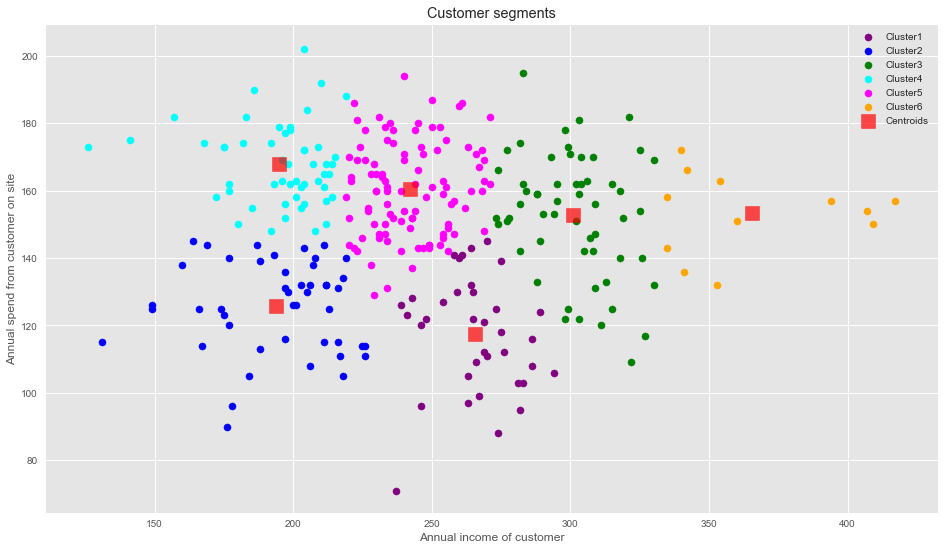 Customer segments
Cluster1
Cluster2
Cluster3
Cluster4
Cluster5
Cluster6
Centroids
Annual spend from customer on site
200
180
160
140
120
100
80
150
200
250
300
350
400
Annual income of customer